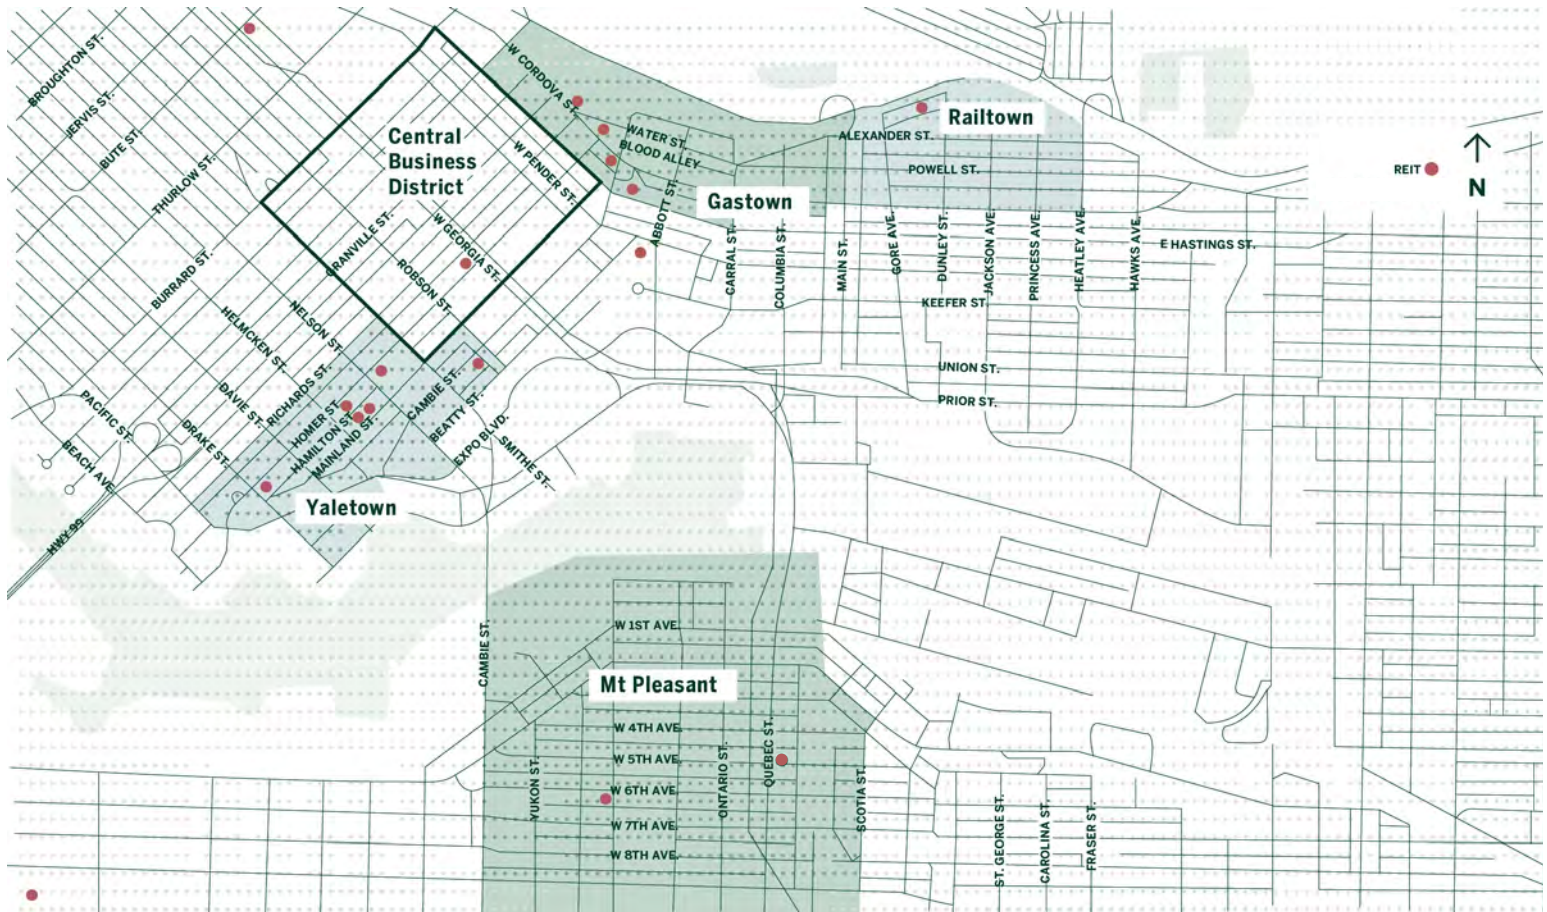 BROUGHTON ST.
JERVIS ST.
BUTE ST.
THURLOW ST.
BURRARD ST.
Central
Business
District
GRANVILLE ST.
W GEORGIA ST.
ROBSON ST.
W PENDER ST.
W CORDOVA ST.
WATER ST.
BLOOD ALLEY
ABBOTT ST.
Gastown
CARRAL ST.
COLUMBIA ST.
MAIN ST.
Railtown
ALEXANDER ST.
POWELL ST.
GORE AVE.
DUNLEY ST.
JACKSON AVE.
PRINCESS AVE.
HEATLEY AVE.
HAWKS AVE.
E HASTINGS ST.
KEEFER ST.
UNION ST.
PRIOR ST.
REIT
N
NELSON ST.
HELMCKEN ST.
RICHARDS ST.
DAVIE ST.
PACIFIC ST.
DRAKE ST.
BEACH AVE.
HWY 99
HOMER ST.
HAMILTON ST.
MAINLAND ST.
CAMBIE ST.
BEATTY ST.
EXPO BLVD.
SMITHE ST.
Yaletown
CAMBIE ST.
W 1ST AVE.
Mt Pleasant
W 4TH AVE.
W 5TH AVE.
W 6TH AVE.
W 7TH AVE.
W 8TH AVE.
YUKON ST.
ONTARIO ST.
QUEBEC ST.
SCOTIA ST.
ST. GEORGE ST.
CAROLINA ST.
FRASER ST.